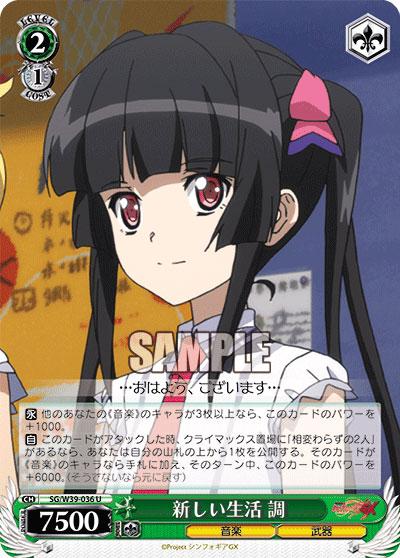 LEVEL
2
1
COST
SAMPLE
…おはよう、ございます…
永 他のあなたの《音楽》のキャラが3枚以上なら、このカードのパワーを
＋1000。
自 このカードがアタックした時、クライマックス置場に「相変わらずの2人」
があるなら、あなたは自分の山札の上から1枚を公開する。そのカードが
《音楽》のキャラなら手札に加え、そのターン中、このカードのパワーを
＋6000。（そうでないなら元に戻す）
CH SG/W39-036 U
7500
新しい生活 調
音楽 武器
©Project シンフォギアGX